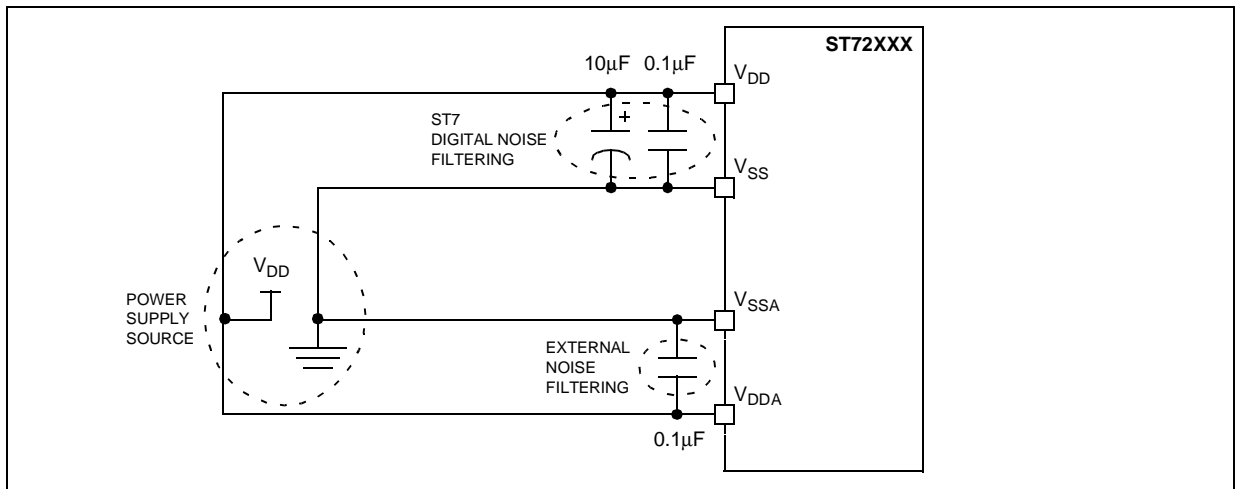 ST72XXX
10μF 0.1μF
VDD
ST7
DIGITAL NOISE
FILTERING
+
VSS
VDD
POWER
SUPPLY
SOURCE
VSSA
EXTERNAL
NOISE
FILTERING
VDDA
0.1μF